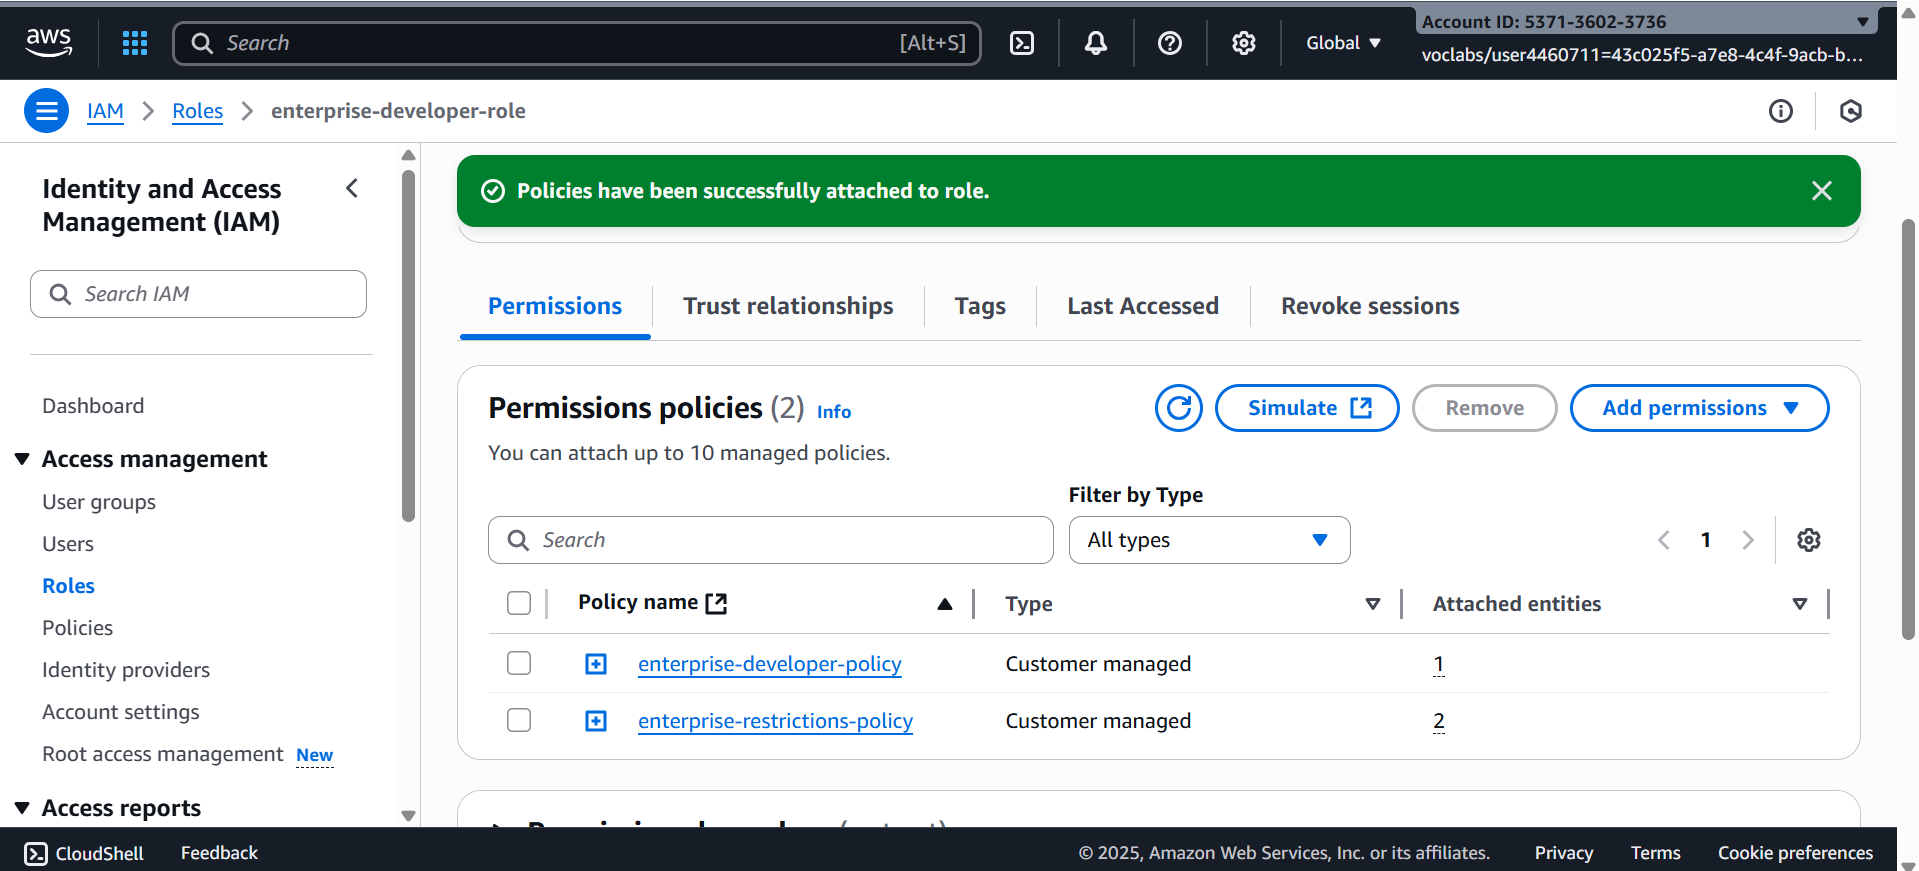 aws
Search
[Alt+S]
Global
Account ID: 5371-3602-3736
voclabs/user4460711=43c025f5-a7e8-4c4f-9acb-b...
IAM
Roles
enterprise-developer-role
Identity and Access
Management (IAM)
Search IAM
Dashboard
Access management
User groups
Users
Roles
Policies
Identity providers
Account settings
Root access management New
Access reports
Policies have been successfully attached to role.
Permissions
Trust relationships
Tags
Last Accessed
Revoke sessions
Permissions policies (2) Info
Simulate
Remove
Add permissions
You can attach up to 10 managed policies.
Filter by Type
Search
All types
1
Policy name
Type
Attached entities
enterprise-developer-policy
Customer managed
1
enterprise-restrictions-policy
Customer managed
2
CloudShell
Feedback
© 2025, Amazon Web Services, Inc. or its affiliates.
Privacy
Terms
Cookie preferences